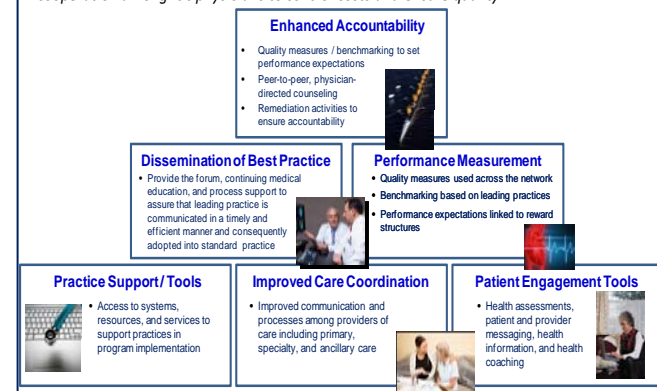 Enhanced Accountability
• Quality measures / benchmarking to set
performance expectations
• Peer-to-peer, physician-
directed counseling
• Remediation activities to
ensure accountability
Dissemination of Best Practice
• Provide the forum, continuing medical
education, and process support to
assure that leading practice is
communicated in a timely and
efficient manner and consequently
adopted into standard practice
Performance Measurement
• Quality measures used across the network
• Benchmarking based on leading practices
• Performance expectations linked to reward
structures
Practice Support / Tools
• Access to systems,
resources, and services to
support practices in
program implementation
Improved Care Coordination
• Improved communication and
processes among providers of
care including primary,
specialty, and ancillary care
Patient Engagement Tools
• Health assessments,
patient and provider
messaging, health
information, and health
coaching